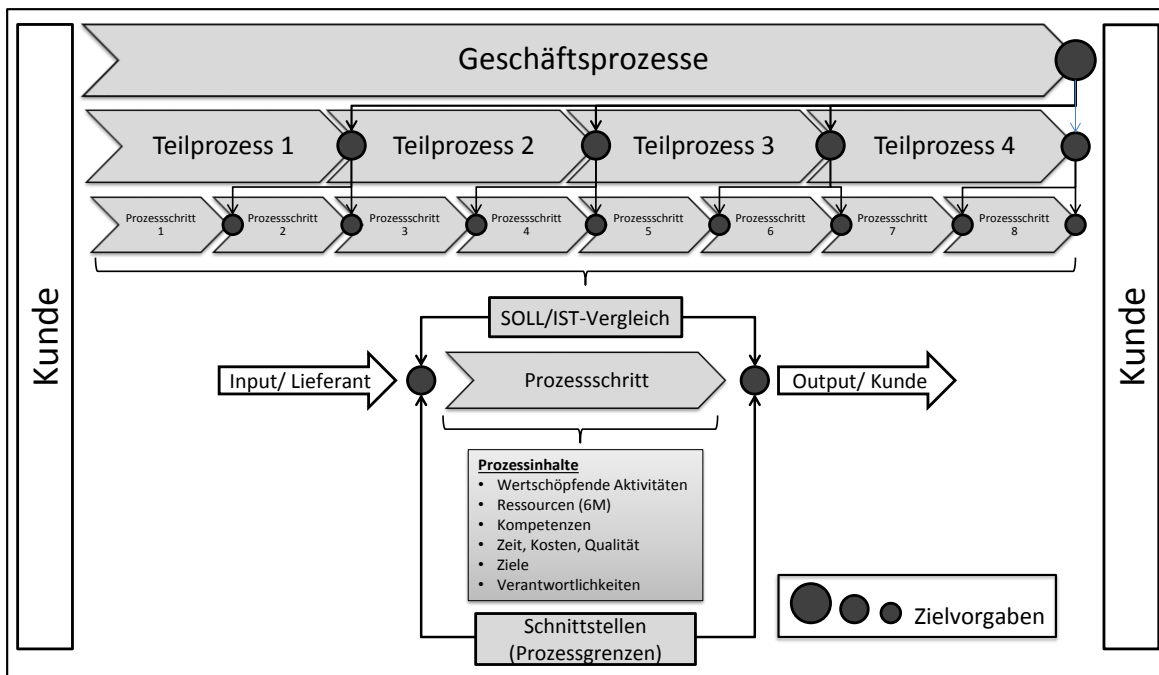 Kunde
Geschäftsprozesse
Teilprozess 1
Teilprozess 2
Teilprozess 3
Teilprozess 4
Prozessschritt
1
Prozessschritt
2
Prozessschritt
3
Prozessschritt
4
Prozessschritt
5
Prozessschritt
6
Prozessschritt
7
Prozessschritt
8
SOLL/IST-Vergleich
Input/ Lieferant
Prozessschritt
Output/ Kunde
Prozessinhalte
• Wertschöpfende Aktivitäten
• Ressourcen (6M)
• Kompetenzen
• Zeit, Kosten, Qualität
• Ziele
• Verantwortlichkeiten
Schnittstellen
(Prozessgrenzen)
Zielvorgaben
Kunde